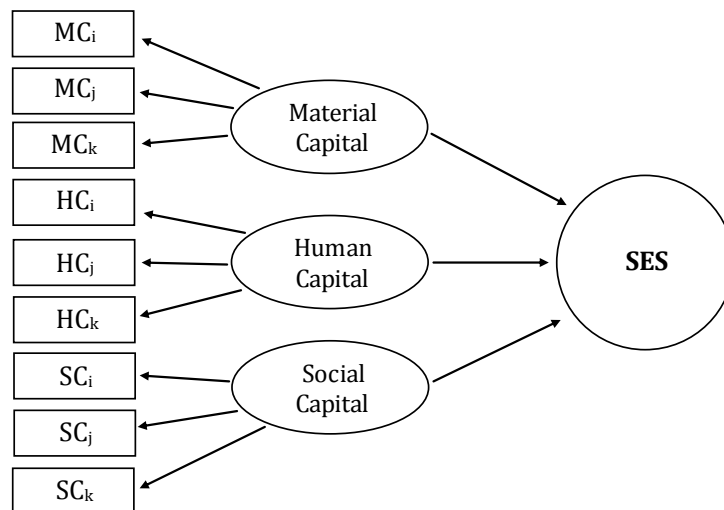 MCᵢ
MCⱼ
MCₖ
HCᵢ
HCⱼ
HCₖ
SCᵢ
SCⱼ
SCₖ
Material
Capital
Human
Capital
Social
Capital
SES